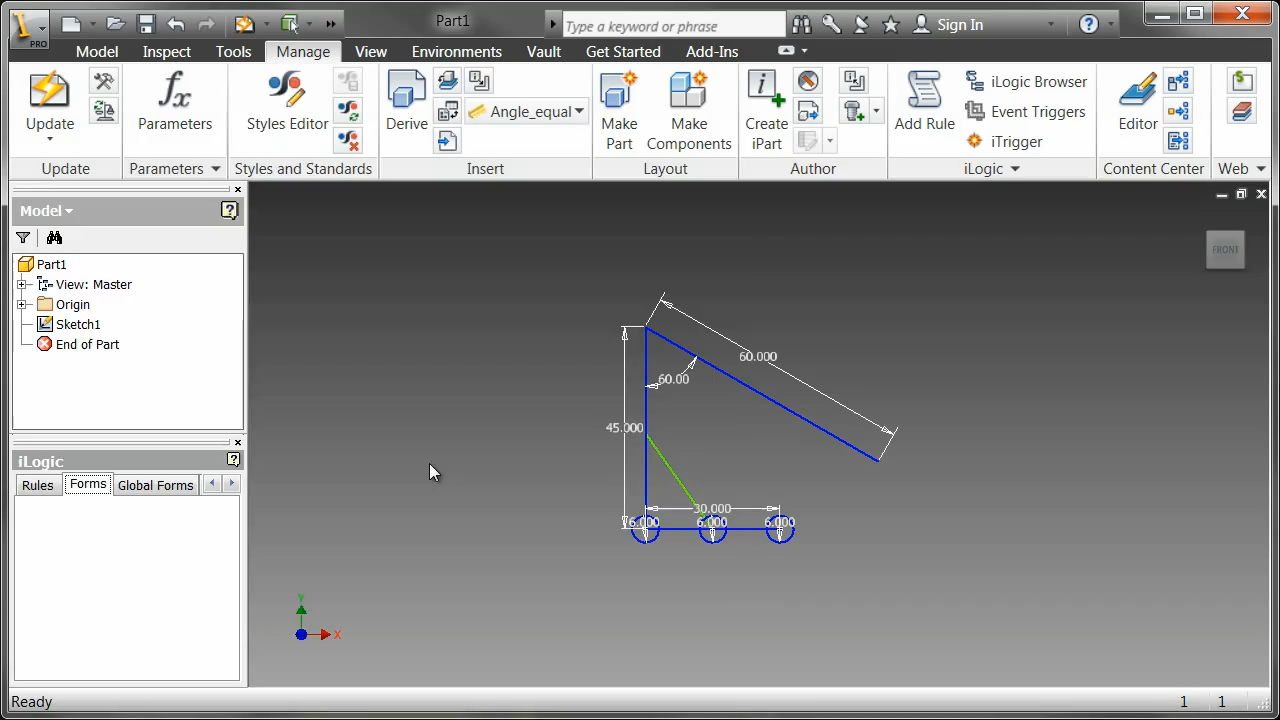 PRO
Part1
Type a keyword or phrase
Sign In
Model Inspect Tools Manage View Environments Vault Get Started Add-Ins
Update
Parameters
Styles Editor
Derive
Angle_equal
Make Part
Make Components
Create iPart
Add Rule
iLogic Browser
Event Triggers
iTrigger
Editor
Update
Parameters
Styles and Standards
Insert
Layout
Author
iLogic
Content Center
Web
Model
Part1
View: Master
Origin
Sketch1
End of Part
iLogic
Rules Forms Global Forms
FRONT
60.000
60.00
45.000
30.000
6.000 6.000 6.000
Y
X
Ready
1 1